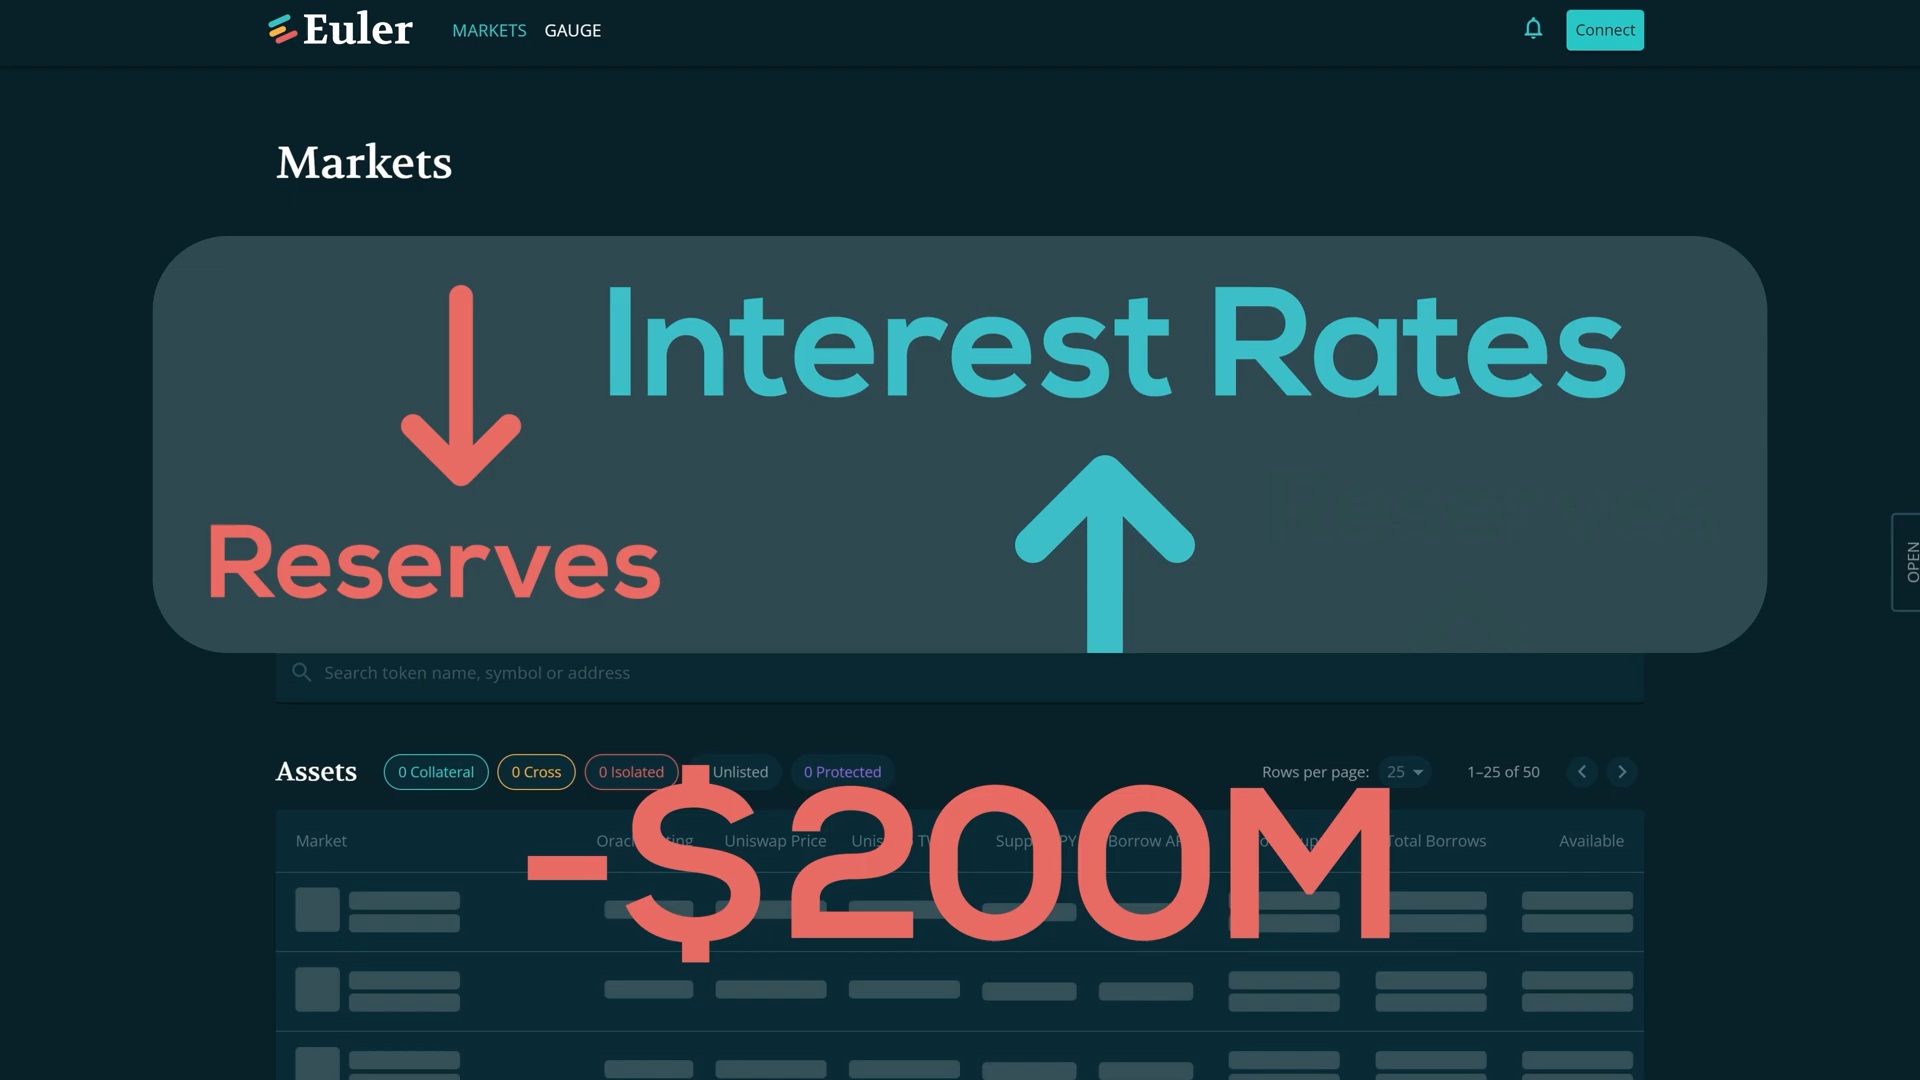 Euler MARKETS GAUGE Connect
Markets
Interest Rates
Reserves
OPEN
Search token name, symbol or address
Assets 0 Collateral 0 Cross 0 Isolated Unlisted 0 Protected Rows per page: 25 1–25 of 50
-$200M
Market Uniswap Price Borrow Total Borrows Available